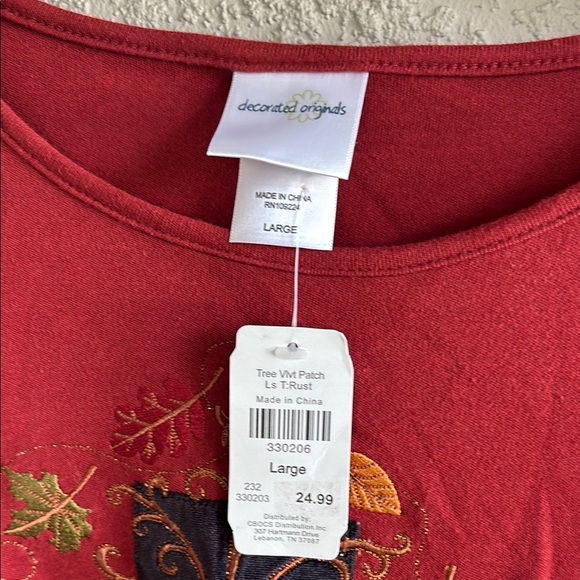 decorated originals
MADE IN CHINA
RN109224
LARGE
Tree Vlvt Patch
Ls T:Rust
Made in China
330206
Large
232
330203
24.99
Distributed by:
CBOCS Distribution.Inc
307 Hartmann Drive
Lebanon, TN 37087